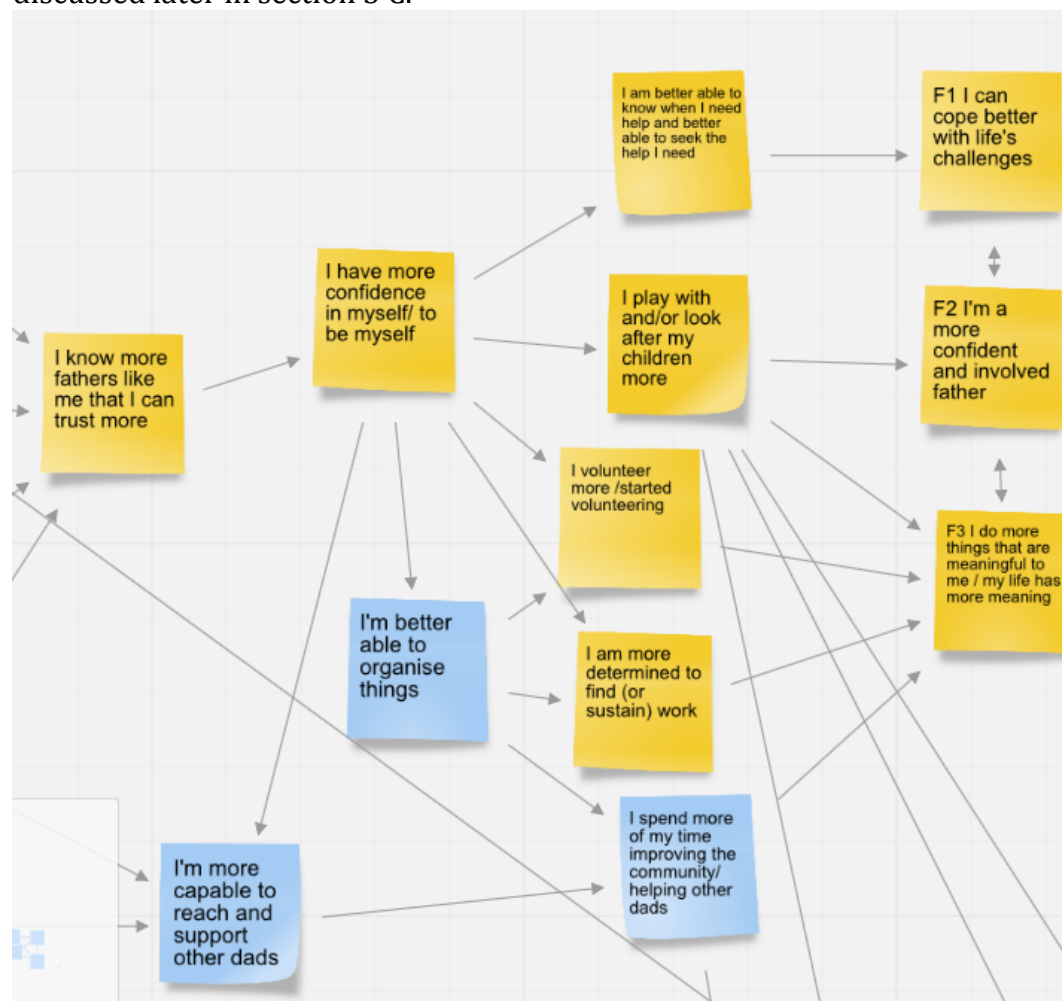 discussed later in section 3 C.
I am better able to
know when I need
help and better
able to seek the
help I need
F1 I can
cope better
with life's
challenges
I have more
confidence
in myself/ to
be myself
I play with
and/or look
after my
children
more
F2 I'm a
more
confident
and involved
father
I know more
fathers like
me that I can
trust more
I volunteer
more /started
volunteering
F3 I do more
things that are
meaningful to
me / my life has
more meaning
I'm better
able to
organise
things
I am more
determined to
find (or
sustain) work
I spend more
of my time
improving the
community/
helping other
dads
I'm more
capable to
reach and
support
other dads